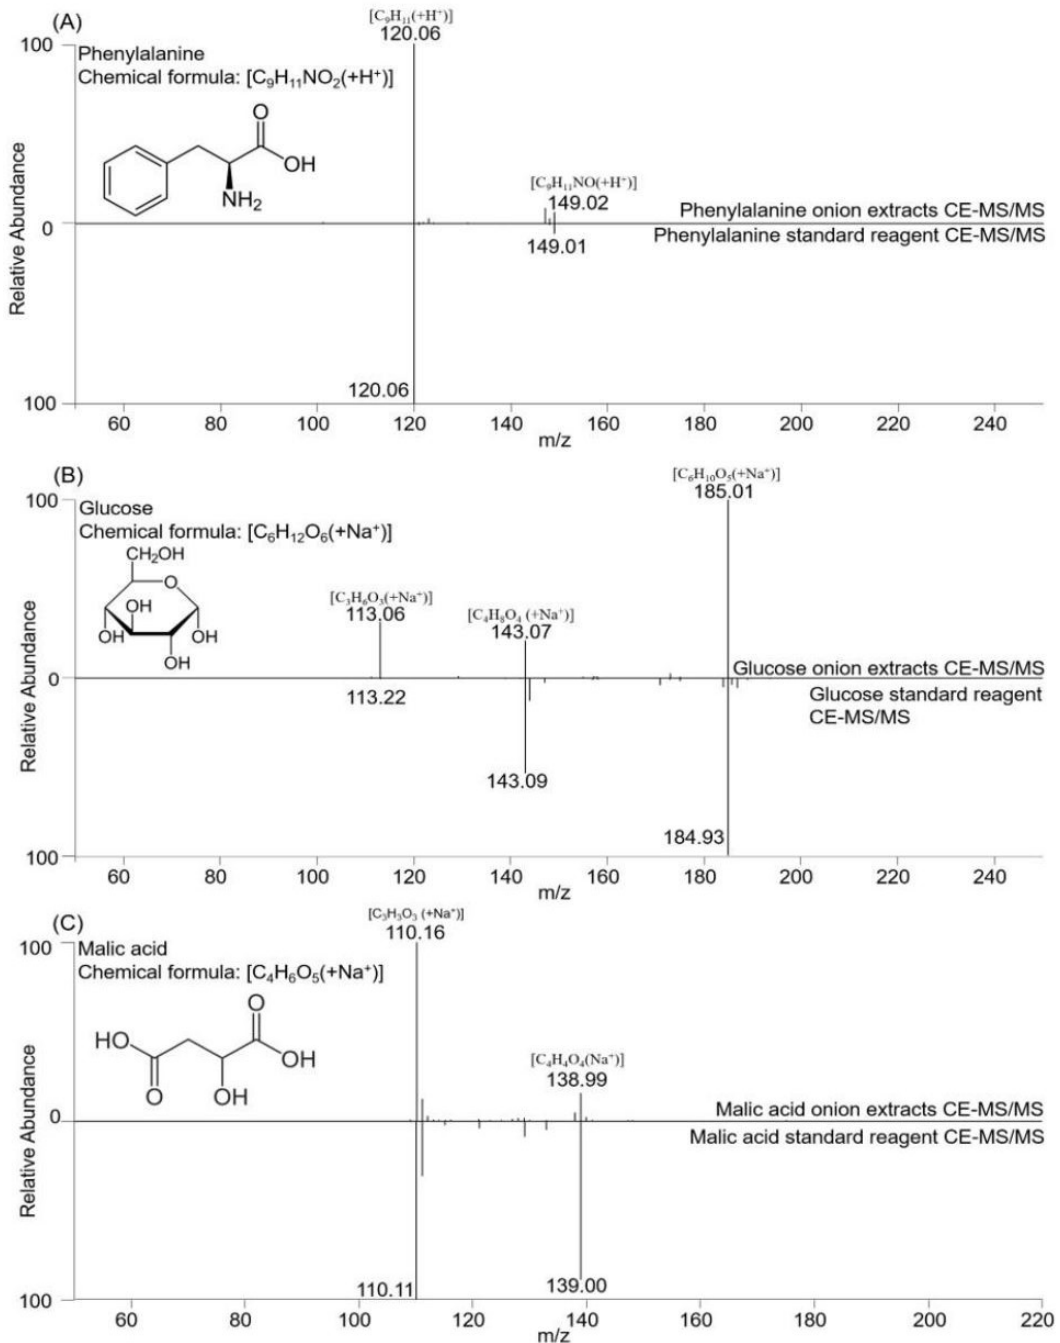 (A)
[C₉H₁₁(+H⁺)]
120.06
100
Phenylalanine
Chemical formula: [C₉H₁₁NO₂(+H⁺)]
O
OH
NH₂
[C₉H₁₁NO(+H⁺)]
149.02
Phenylalanine onion extracts CE-MS/MS
0
Phenylalanine standard reagent CE-MS/MS
149.01
Relative Abundance
Relative Abundance
120.06
100
60 80 100 120 140 160 180 200 220 240
m/z
(B)
[C₆H₁₀O₅(+Na⁺)]
185.01
100
Glucose
Chemical formula: [C₆H₁₂O₆(+Na⁺)]
CH₂OH
O
OH
OH
OH
OH
[C₃H₆O₃(+Na⁺)]
113.06
[C₄H₈O₄ (+Na⁺)]
143.07
Glucose onion extracts CE-MS/MS
0
113.22
Glucose standard reagent
CE-MS/MS
Relative Abundance
Relative Abundance
143.09
184.93
100
60 80 100 120 140 160 180 200 220 240
m/z
(C)
[C₃H₃O₃ (+Na⁺)]
110.16
100
Malic acid
Chemical formula: [C₄H₆O₅(+Na⁺)]
O
HO
OH
O
OH
[C₄H₄O₄(Na⁺)]
138.99
Malic acid onion extracts CE-MS/MS
0
Malic acid standard reagent CE-MS/MS
Relative Abundance
Relative Abundance
110.11
139.00
100
60 80 100 120 140 160 180 200 220
m/z